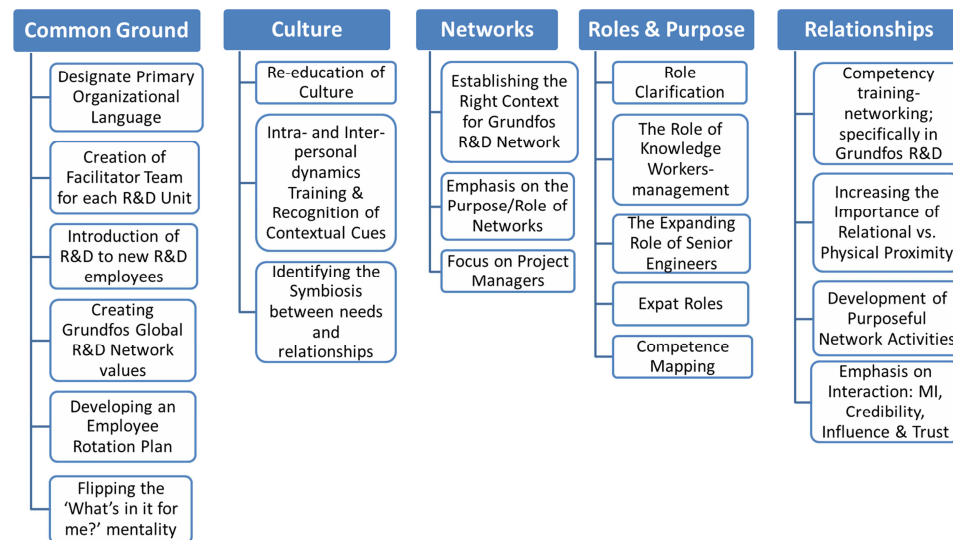 Common Ground
Designate Primary
Organizational
Language
Creation of
Facilitator Team
for each R&D Unit
Introduction of
R&D to new R&D
employees
Creating
Grundfos Global
R&D Network
values
Developing an
Employee
Rotation Plan
Flipping the
‘What’s in it for
me?’ mentality
Culture
Re-education of
Culture
Intra- and Inter-
personal
dynamics
Training &
Recognition of
Contextual Cues
Identifying the
Symbiosis
between needs
and
relationships
Networks
Establishing the
Right Context
for Grundfos
R&D Network
Emphasis on the
Purpose/Role of
Networks
Focus on Project
Managers
Roles & Purpose
Role
Clarification
The Role of
Knowledge
Workers-
management
The Expanding
Role of Senior
Engineers
Expat Roles
Competence
Mapping
Relationships
Competency
training-
networking;
specifically in
Grundfos R&D
Increasing the
Importance of
Relational vs.
Physical Proximity
Development of
Purposeful
Network Activities
Emphasis on
Interaction: MI,
Credibility,
Influence & Trust